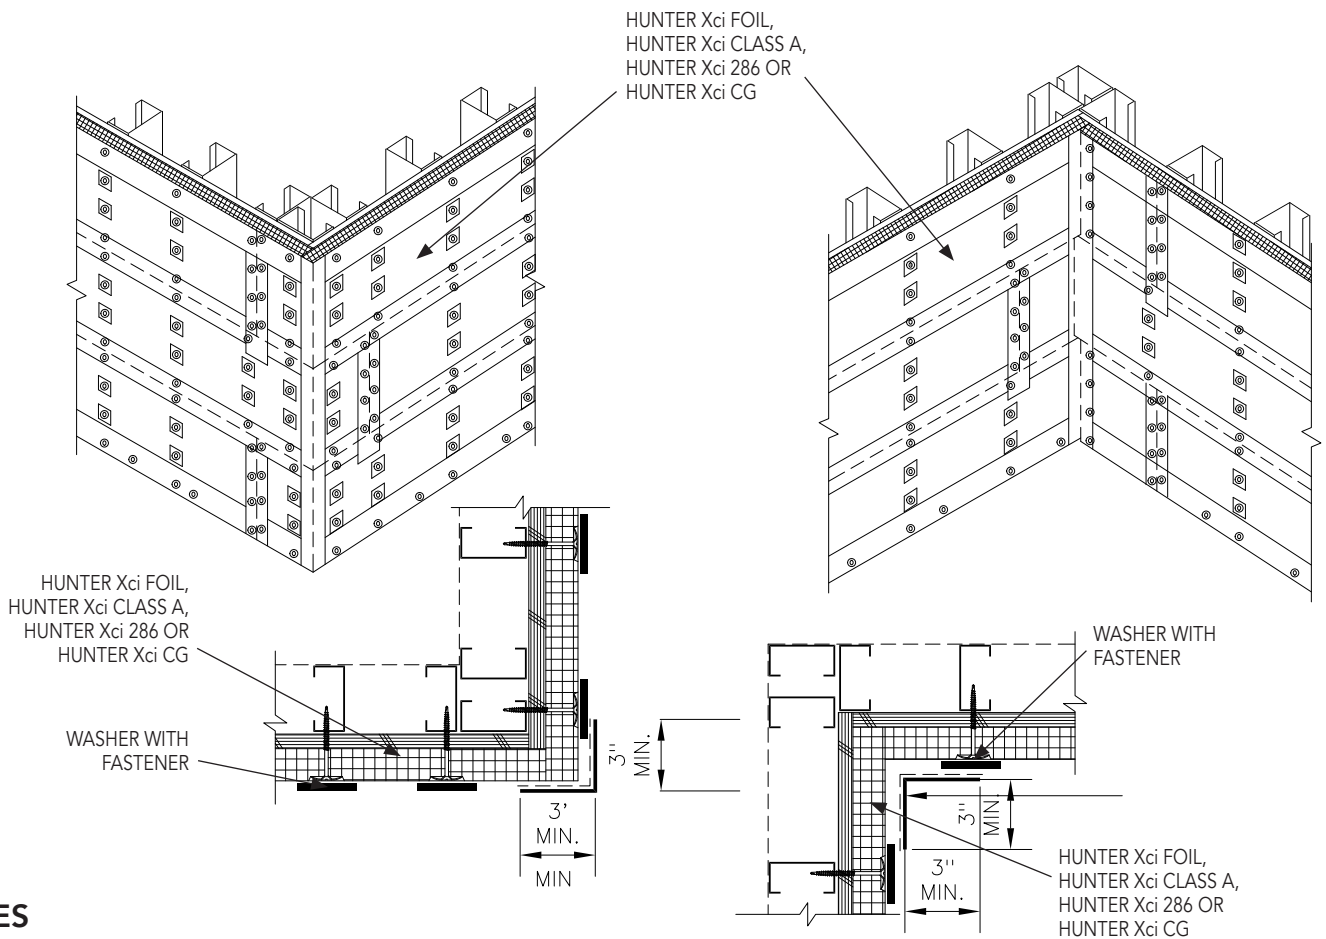 HUNTER Xci FOIL,
HUNTER Xci CLASS A,
HUNTER Xci 286 OR
HUNTER Xci CG
HUNTER Xci FOIL,
HUNTER Xci CLASS A,
HUNTER Xci 286 OR
HUNTER Xci CG
WASHER WITH
FASTENER
3"
MIN.
3'
MIN.
MIN
WASHER WITH
FASTENER
3"
MIN.
3"
MIN.
HUNTER Xci FOIL,
HUNTER Xci CLASS A,
HUNTER Xci 286 OR
HUNTER Xci CG
ES